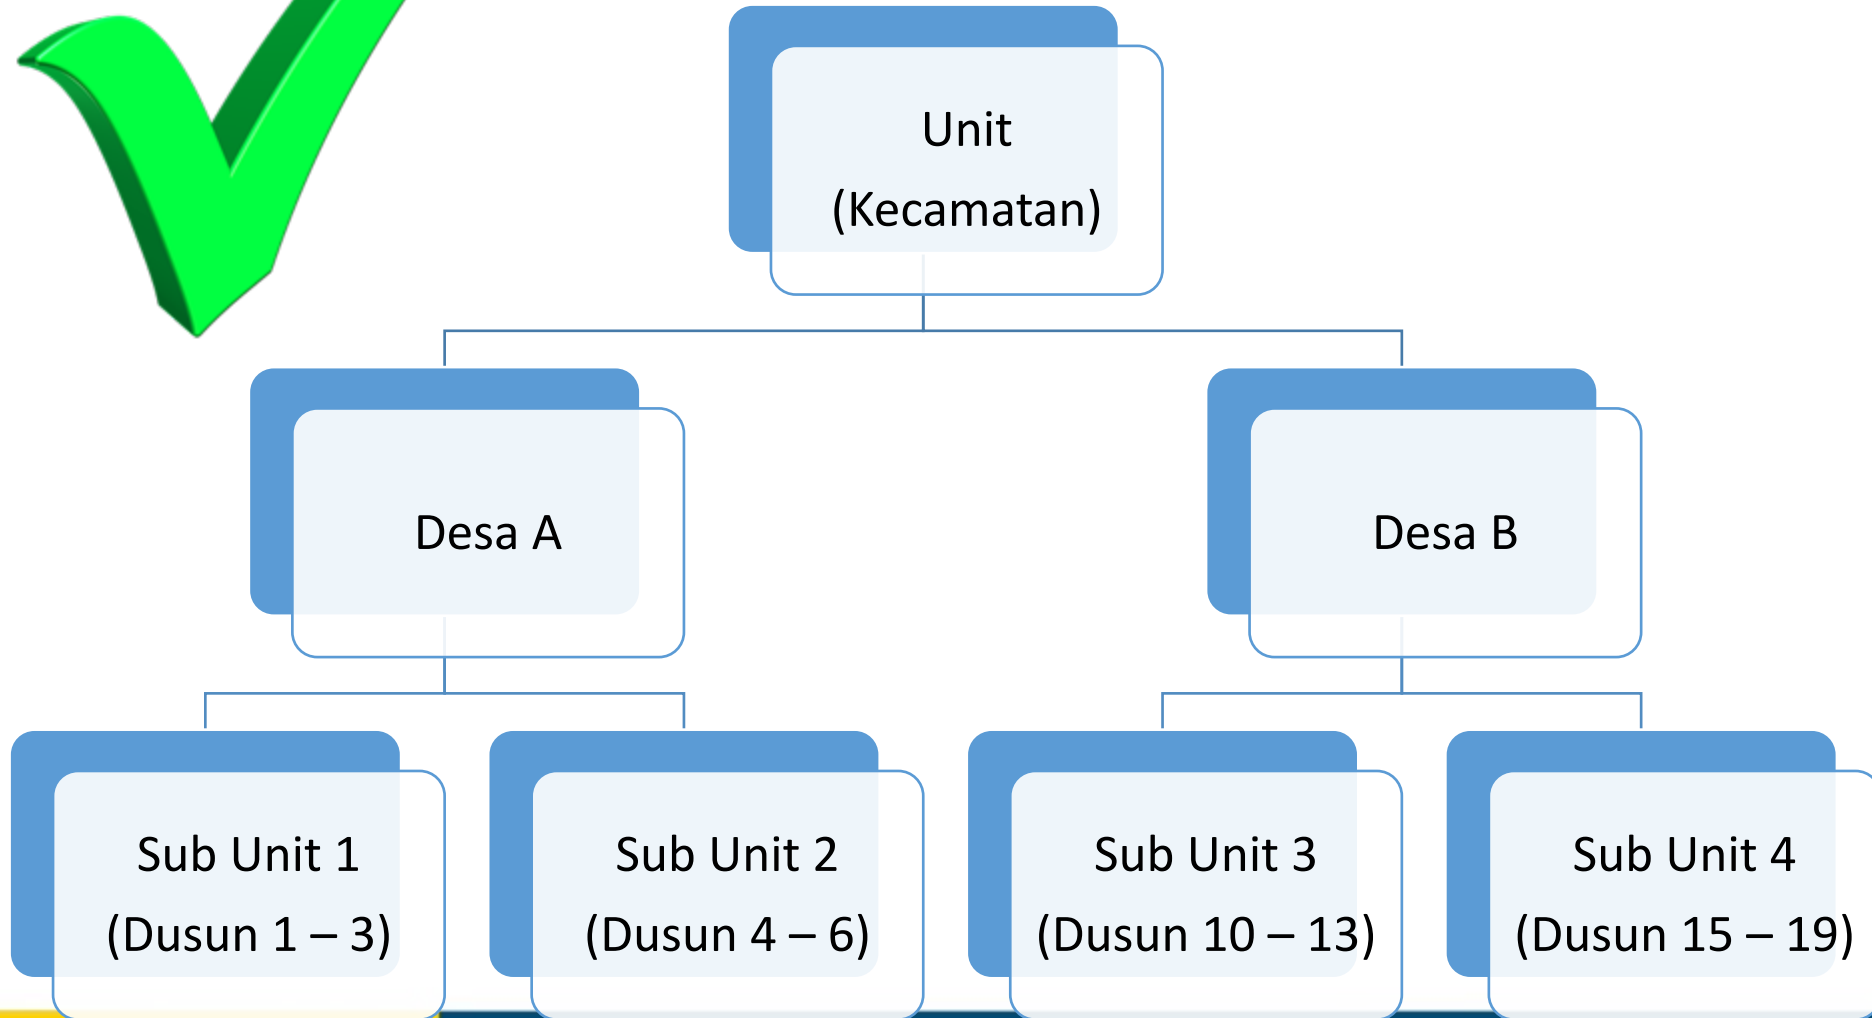 Unit
(Kecamatan)
Desa A
Desa B
Sub Unit 1
(Dusun 1 – 3)
Sub Unit 2
(Dusun 4 – 6)
Sub Unit 3
(Dusun 10 – 13)
Sub Unit 4
(Dusun 15 – 19)